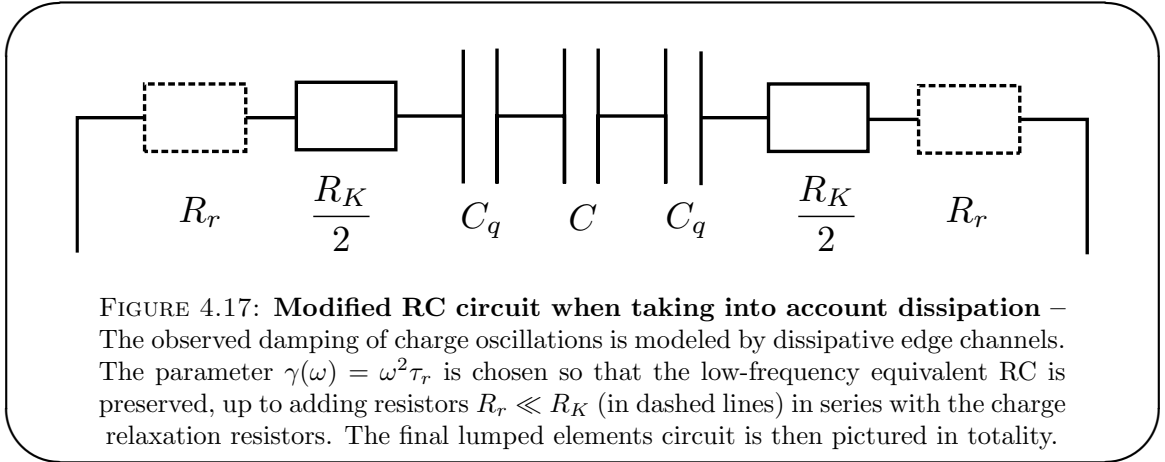 R_r R_K/2 C_q C C_q R_K/2 R_r
FIGURE 4.17: Modified RC circuit when taking into account dissipation –
The observed damping of charge oscillations is modeled by dissipative edge channels.
The parameter γ(ω) = ω²τ_r is chosen so that the low-frequency equivalent RC is
preserved, up to adding resistors R_r ≪ R_K (in dashed lines) in series with the charge
relaxation resistors. The final lumped elements circuit is then pictured in totality.